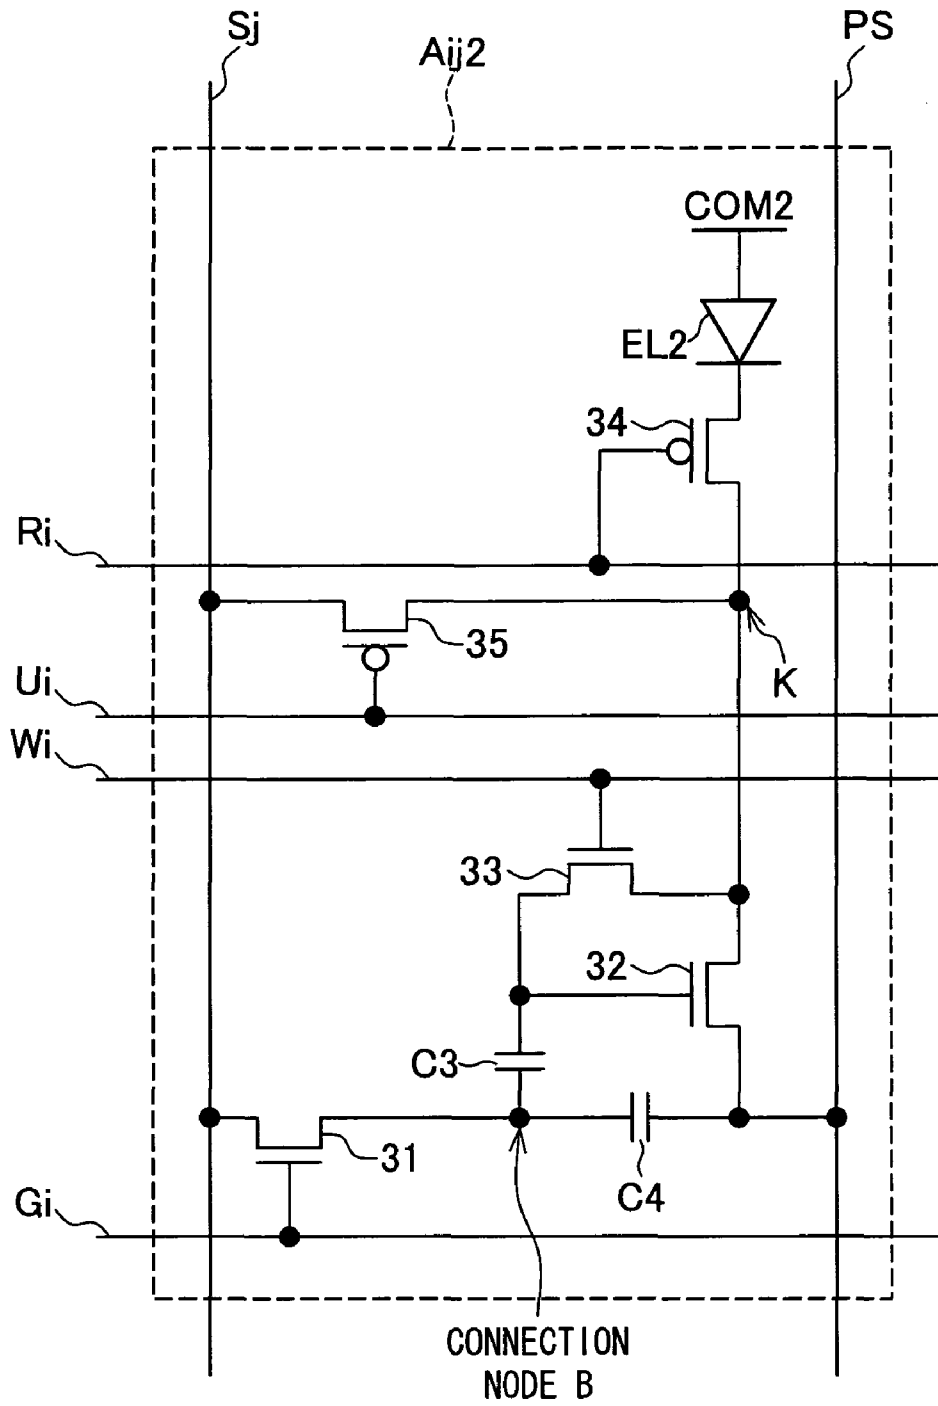 Sj
PS
Aij2
COM2
EL2
34
Ri
35
K
Ui
Wi
33
32
C3
31
C4
Gi
CONNECTION
NODE B